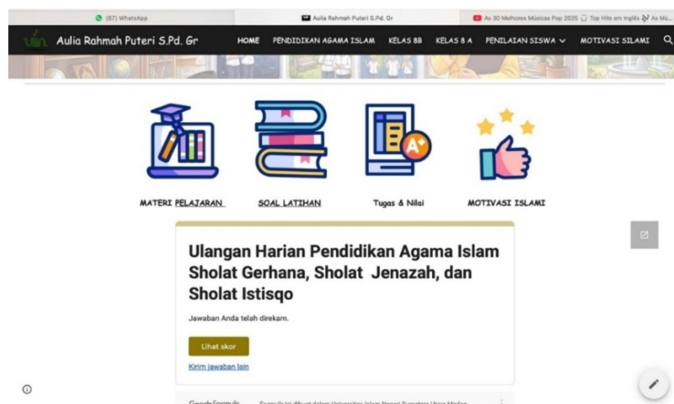 (67) WhatsApp
Aulia Rahmah Puteri S.Pd. Gr
As 30 Melhores Músicas Pop 2025 🎧 Top Hits em Inglês
Aulia Rahmah Puteri S.Pd. Gr
HOME PENDIDIKAN AGAMA ISLAM KELAS 8B KELAS 8 A PENILAIAN SISWA MOTIVASI SILAMI
A+
MATERI PELAJARAN SOAL LATIHAN Tugas & Nilai MOTIVASI ISLAMI
Ulangan Harian Pendidikan Agama Islam
Sholat Gerhana, Sholat Jenazah, dan
Sholat Istisqo
Jawaban Anda telah direkam.
Lihat skor
Kirim jawaban lain